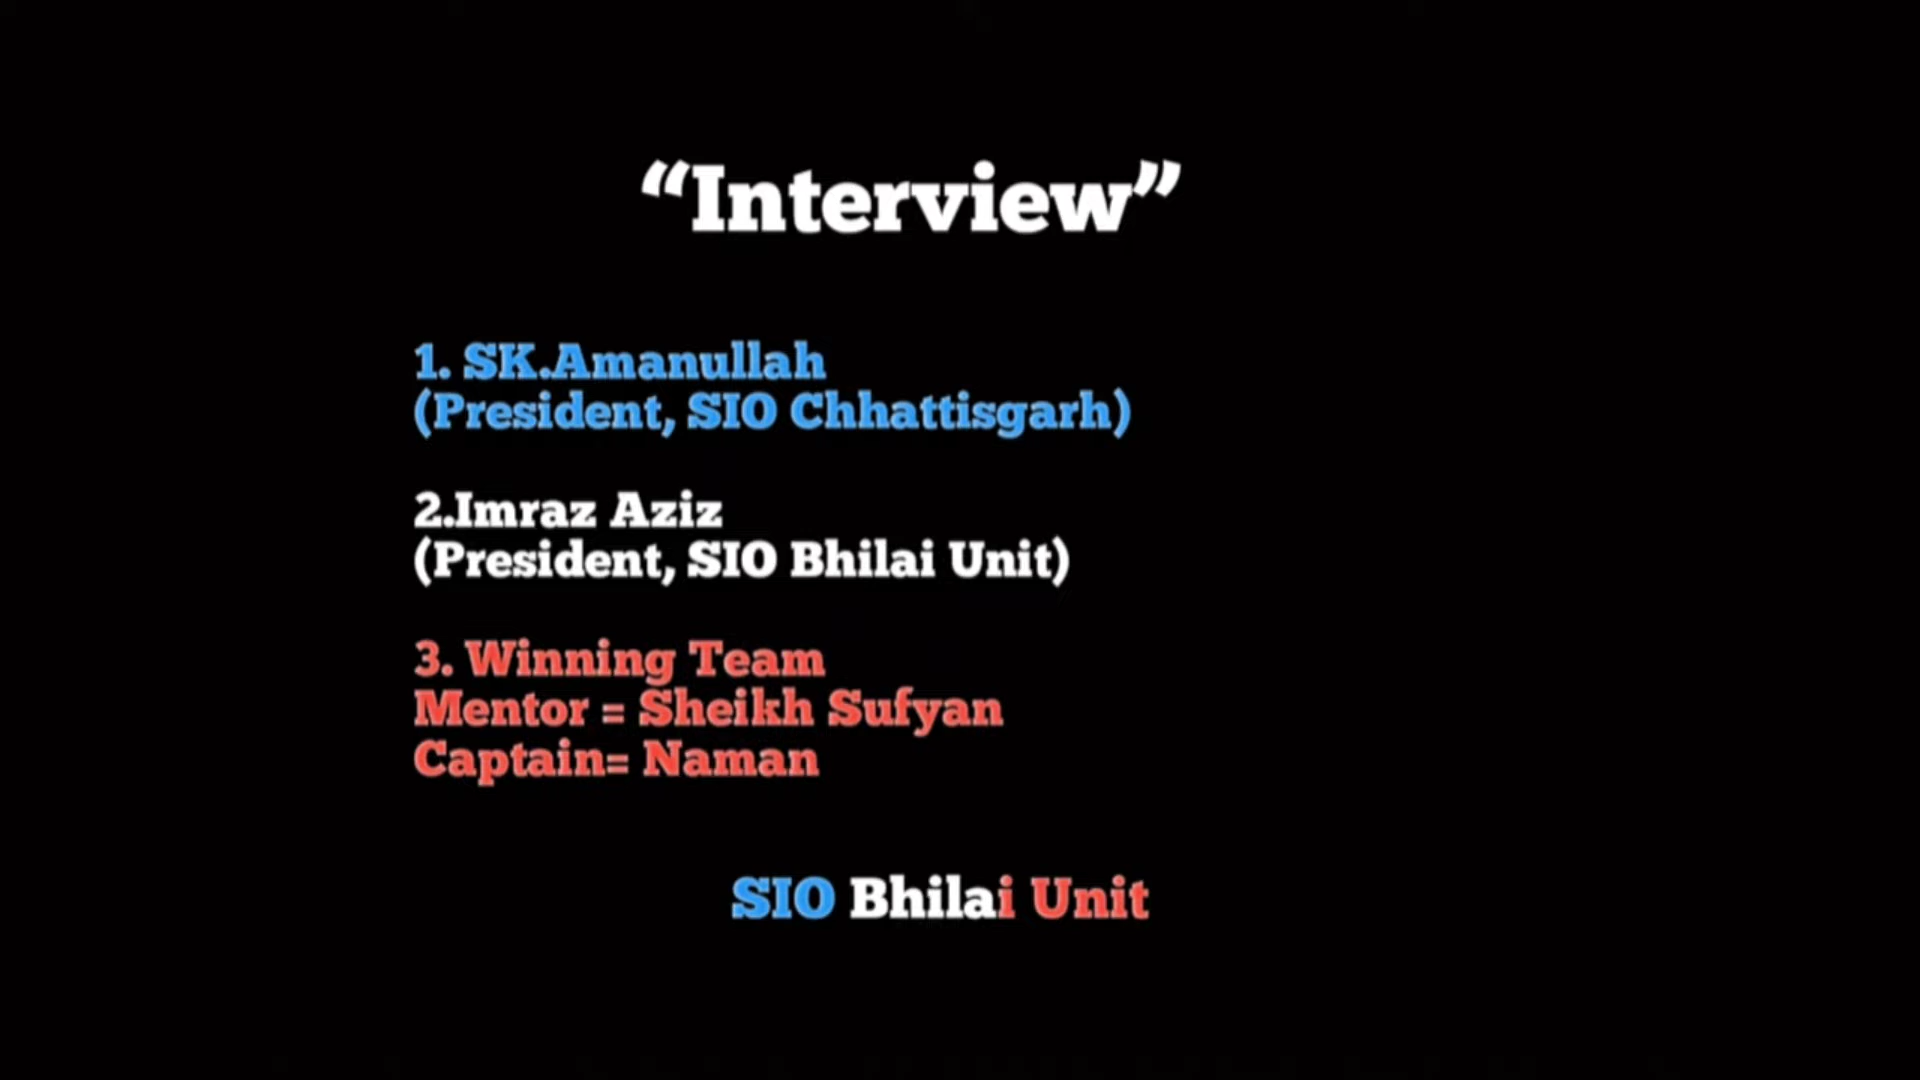 “Interview”
1. SK.Amanullah
(President, SIO Chhattisgarh)
2.Imraz Aziz
(President, SIO Bhilai Unit)
3. Winning Team
Mentor = Sheikh Sufyan
Captain= Naman
SIO Bhilai Unit